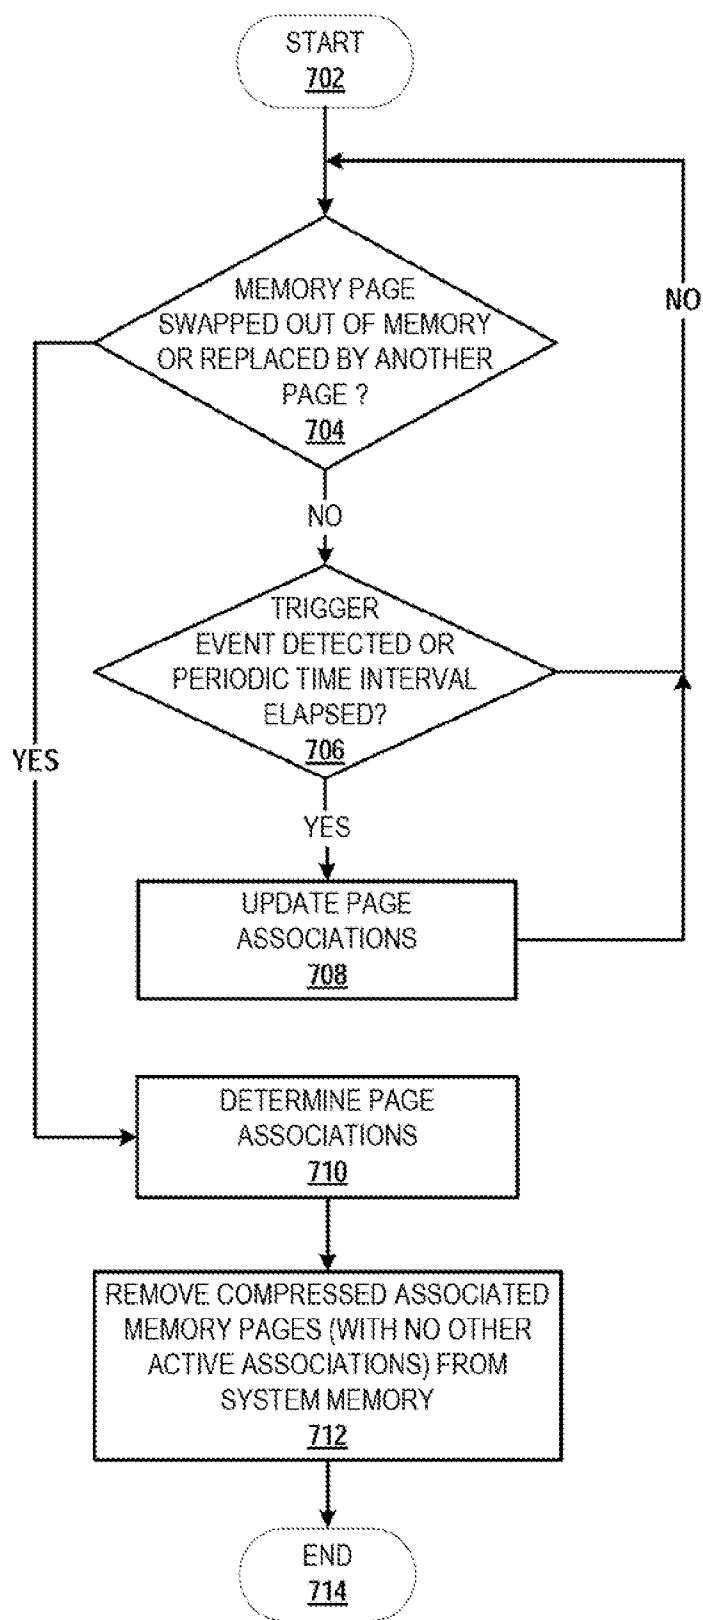 START
702
MEMORY PAGE
SWAPPED OUT OF MEMORY
OR REPLACED BY ANOTHER
PAGE ?
704
NO
NO
TRIGGER
EVENT DETECTED OR
PERIODIC TIME INTERVAL
ELAPSED?
706
YES
YES
UPDATE PAGE
ASSOCIATIONS
708
DETERMINE PAGE
ASSOCIATIONS
710
REMOVE COMPRESSED ASSOCIATED
MEMORY PAGES (WITH NO OTHER
ACTIVE ASSOCIATIONS) FROM
SYSTEM MEMORY
712
END
714